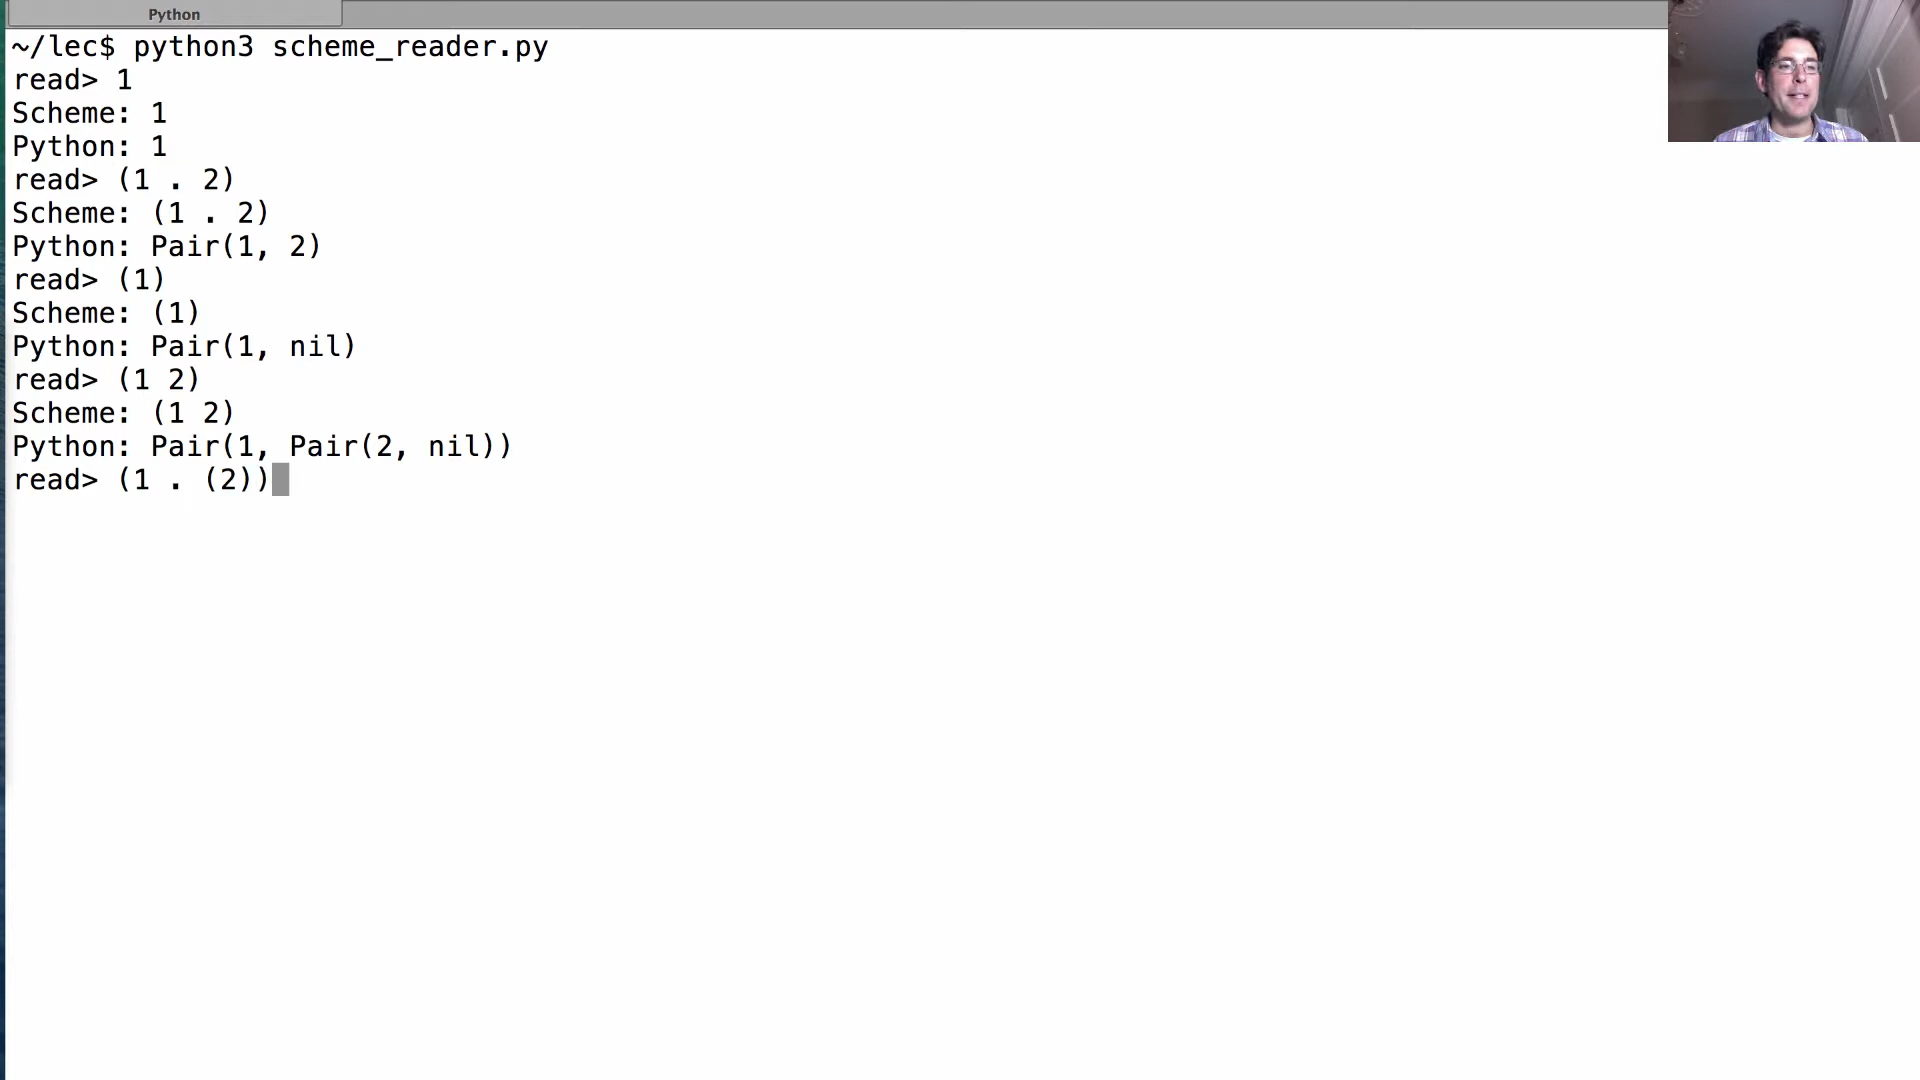 Python
~/lec$ python3 scheme_reader.py
read> 1
Scheme: 1
Python: 1
read> (1 . 2)
Scheme: (1 . 2)
Python: Pair(1, 2)
read> (1)
Scheme: (1)
Python: Pair(1, nil)
read> (1 2)
Scheme: (1 2)
Python: Pair(1, Pair(2, nil))
read> (1 . (2))